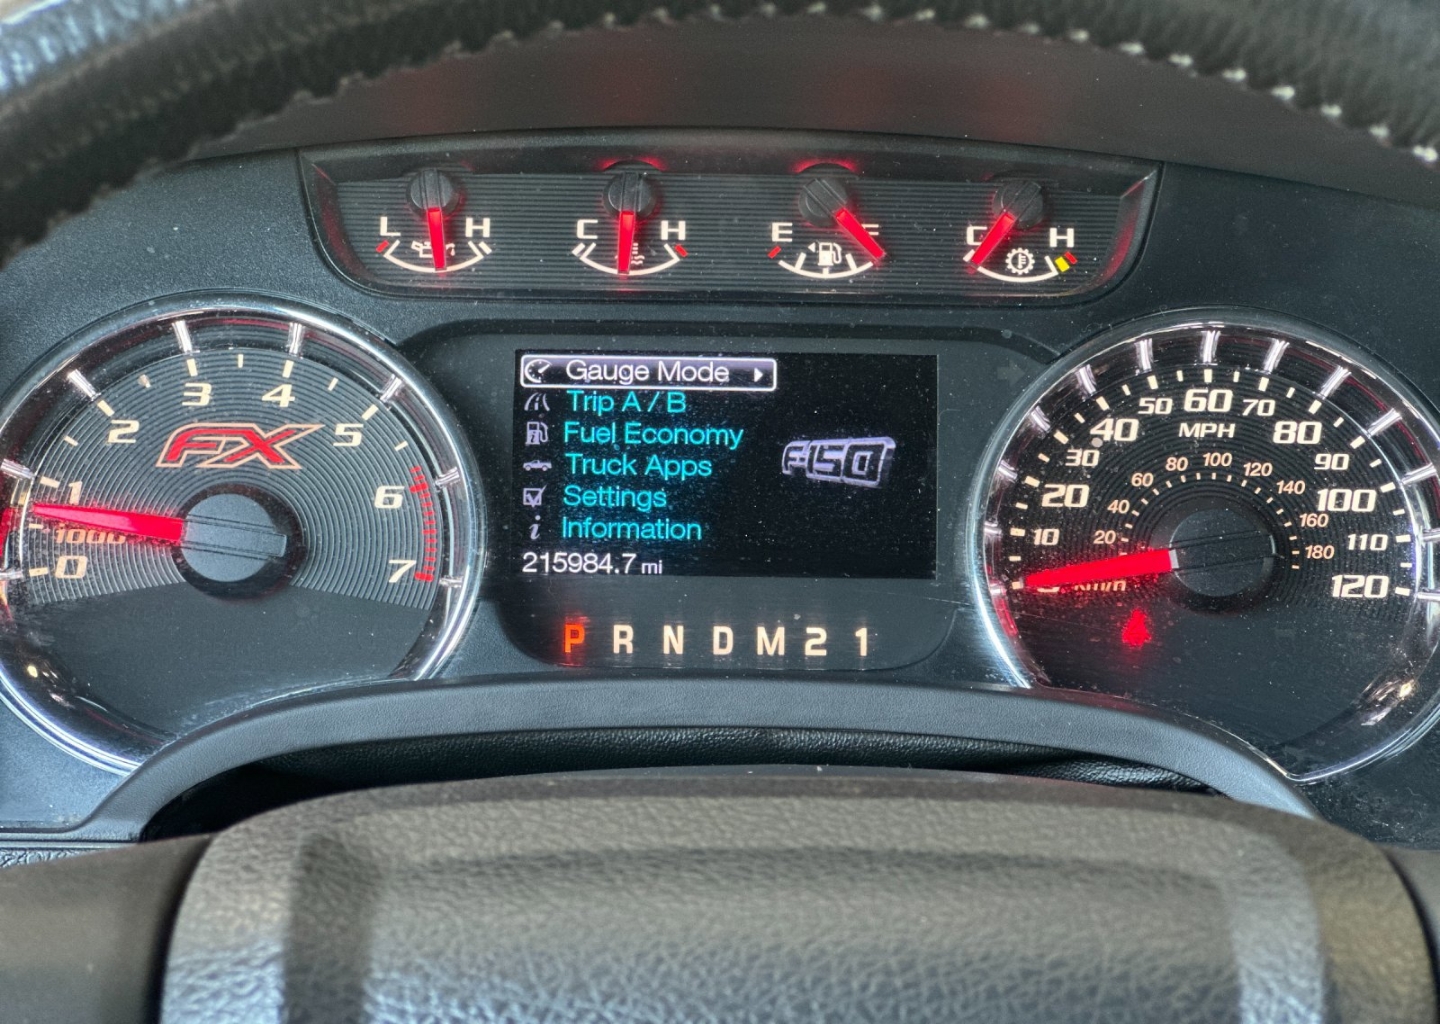 L H C H E F C H
Gauge Mode
Trip A / B
Fuel Economy
Truck Apps
Settings
Information
215984.7 mi
F-150
P R N D M 2 1
0 1 2 3 4 5 6 7
FX
1000
10 20 30 40 50 60 70 80 90 100 110 120
MPH
20 40 60 80 100 120 140 160 180
km/h